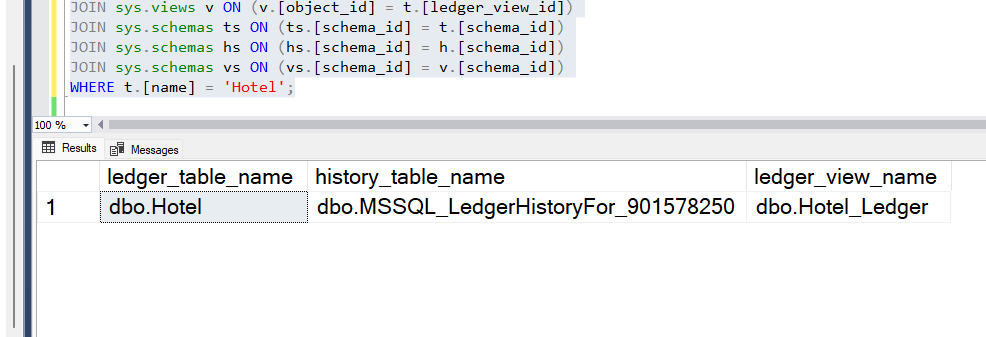 JOIN sys.views v ON (v.[object_id] = t.[ledger_view_id])
JOIN sys.schemas ts ON (ts.[schema_id] = t.[schema_id])
JOIN sys.schemas hs ON (hs.[schema_id] = h.[schema_id])
JOIN sys.schemas vs ON (vs.[schema_id] = v.[schema_id])
WHERE t.[name] = 'Hotel';
100 %
Results Messages
ledger_table_name history_table_name ledger_view_name
1 dbo.Hotel dbo.MSSQL_LedgerHistoryFor_901578250 dbo.Hotel_Ledger